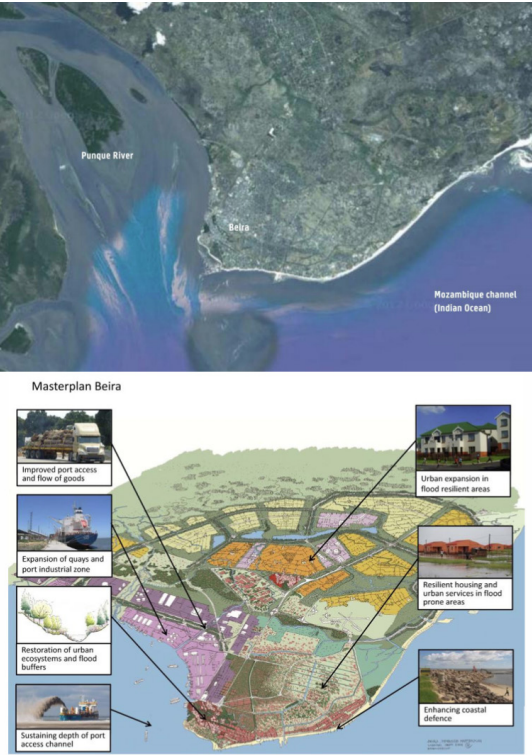 Punque River
Beira
Mozambique channel
(Indian Ocean)
Masterplan Beira
Improved port access
and flow of goods
Expansion of quays and
port industrial zone
Restoration of urban
ecosystems and flood
buffers
Sustaining depth of port
access channel
Urban expansion in
flood resilient areas
Resilient housing and
urban services in flood
prone areas
Enhancing coastal
defence